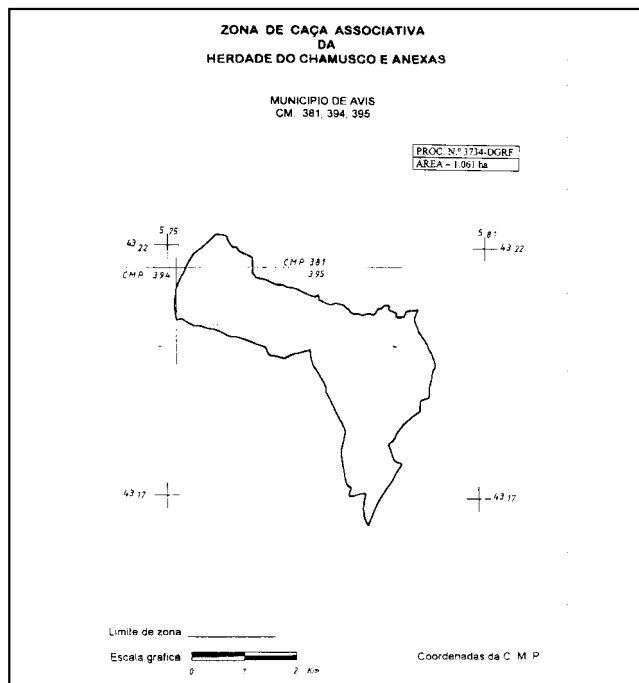 ZONA DE CAÇA ASSOCIATIVA
DA
HERDADE DO CHAMUSCO E ANEXAS
MUNICIPIO DE AVIS
CM. 381, 394, 395
PROC. N.º 3734-DGRF
AREA - 1.061 ha
5 75
43 22
5 81
43 22
CMP 394
CMP 381
395
43 17
43 17
Limite de zona
Escala grafica
0 1 2 Km
Coordenadas da C. M. P